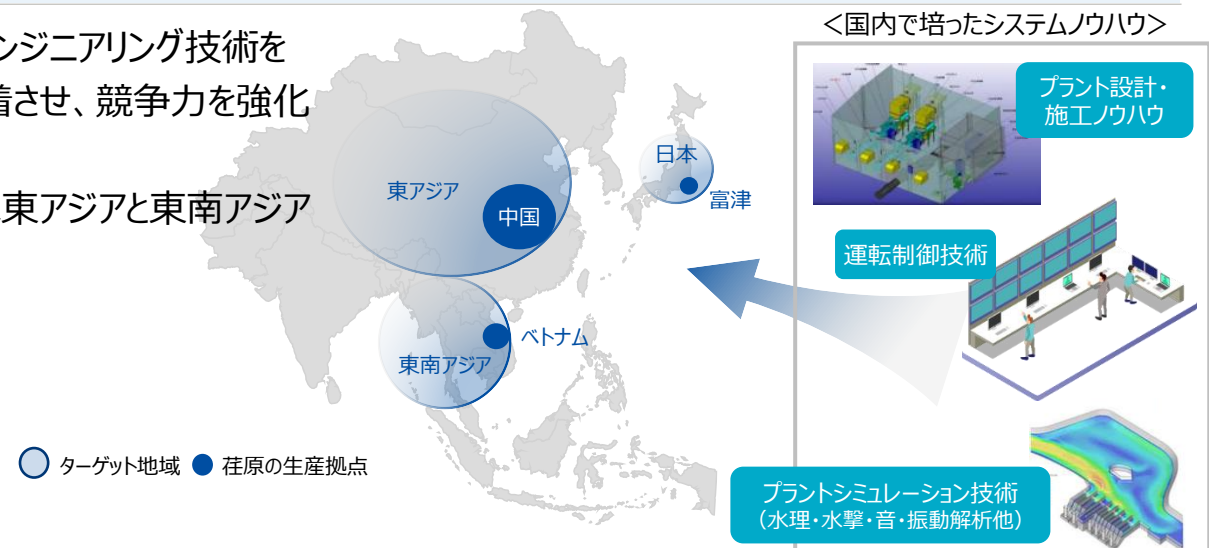 ンジニアリング技術を
着させ、競争力を強化
東アジアと東南アジア
＜国内で培ったシステムノウハウ＞
プラント設計・
施工ノウハウ
運転制御技術
プラントシミュレーション技術
（水理・水撃・音・振動解析他）
日本
富津
東アジア
中国
ベトナム
東南アジア
ターゲット地域
荏原の生産拠点